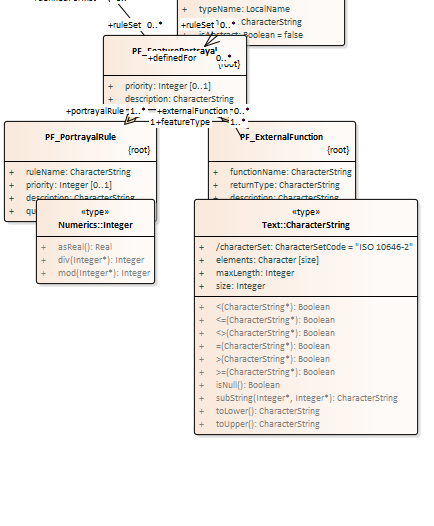 typeName: LocalName
+ruleSet 0..* +ruleSet 0..* CharacterString
Boolean = false
+definedFor 0..*
{root}
+ priority: Integer [0..1]
+ description: CharacterString
+portrayalRule 1..* +externalFunction 0..*
1 +featureType 1..*
PF_PortrayalRule
{root}
+ ruleName: CharacterString
+ priority: Integer [0..1]
+ description: CharacterString
PF_ExternalFunction
{root}
+ functionName: CharacterString
+ returnType: CharacterString
+ description: CharacterString
«type»
Numerics::Integer
+ asReal(): Real
+ div(Integer*): Integer
+ mod(Integer*): Integer
«type»
Text::CharacterString
+ /characterSet: CharacterSetCode = "ISO 10646-2"
+ elements: Character [size]
+ maxLength: Integer
+ size: Integer
+ <(CharacterString*): Boolean
+ <=(CharacterString*): Boolean
+ <>(CharacterString*): Boolean
+ =(CharacterString*): Boolean
+ >(CharacterString*): Boolean
+ >=(CharacterString*): Boolean
+ isNull(): Boolean
+ subString(Integer*, Integer*): CharacterString
+ toLower(): CharacterString
+ toUpper(): CharacterString